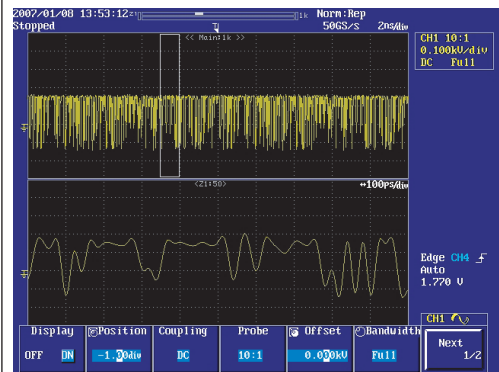 2007/01/08 13:53:12 1k Norm:Rep
Stopped 50GS/s 2ns/div
<< Main:1k >>
CH1 10:1
0.100kV/div
DC Full
<Z1:50> ↔100ps/div
Edge CH4
Auto
1.770 V
CH1
Display Position Coupling Probe Offset Bandwidth
OFF ON -1.00div DC 10:1 0.000kV Full
Next
1/2